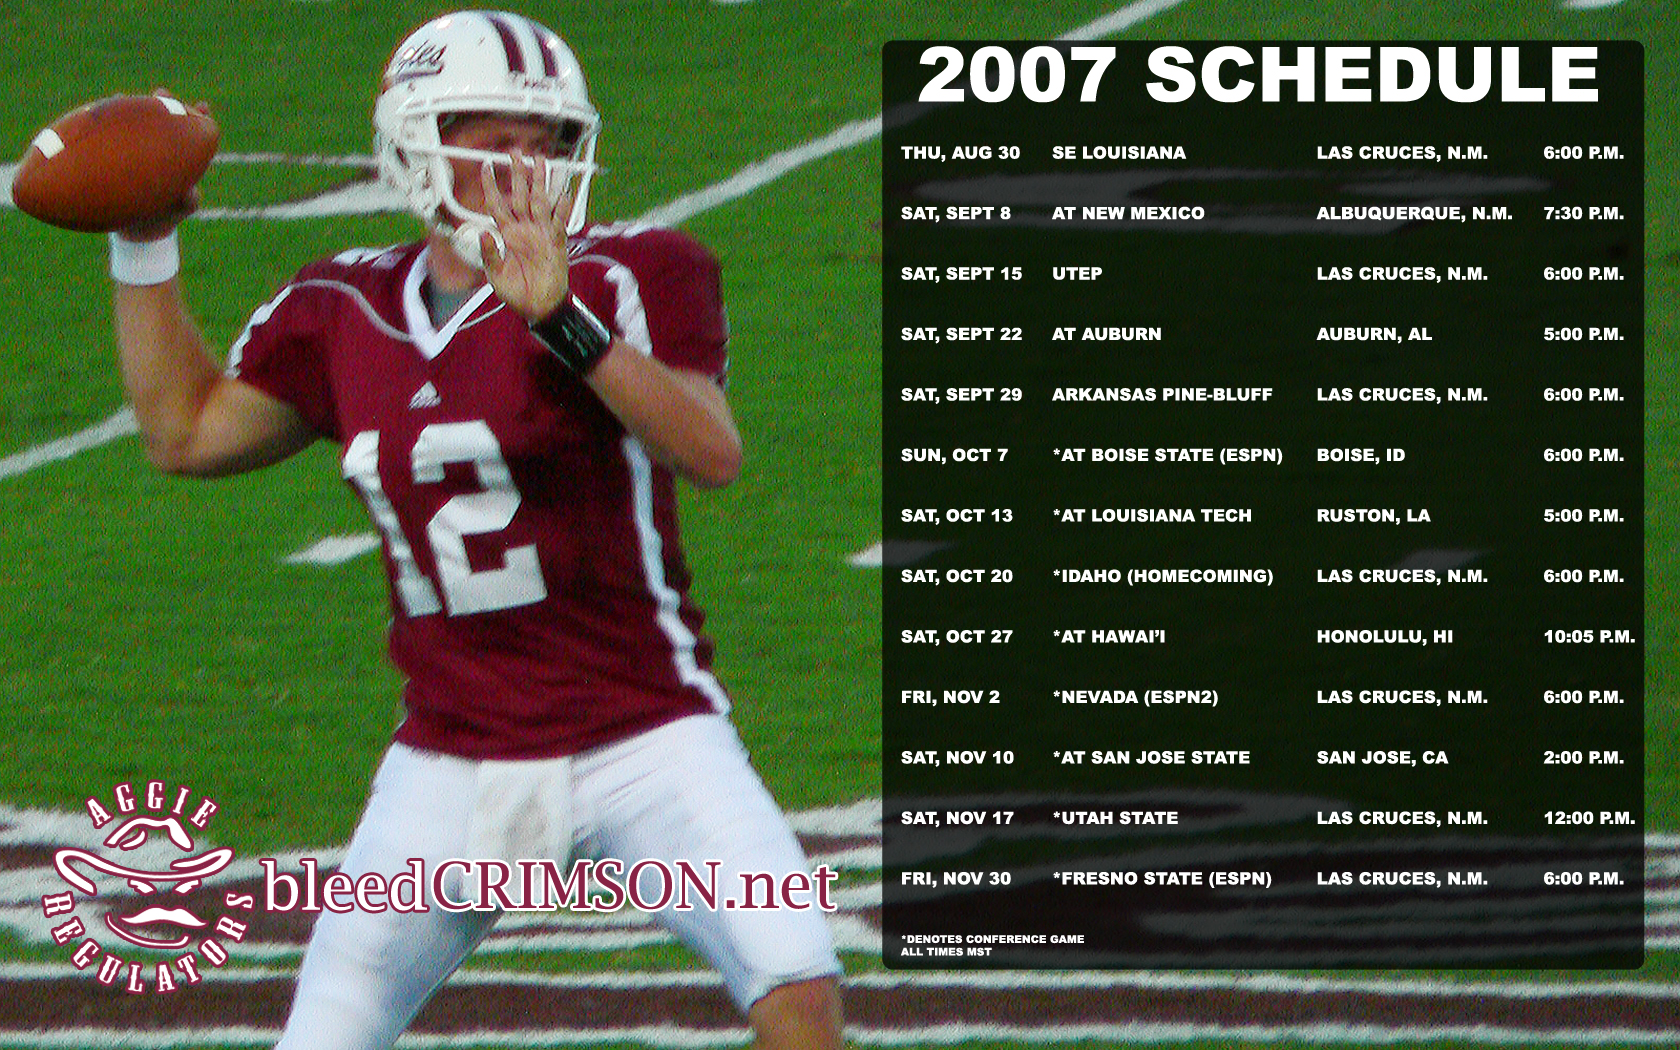 2007 SCHEDULE
THU, AUG 30 SE LOUISIANA LAS CRUCES, N.M. 6:00 P.M.
SAT, SEPT 8 AT NEW MEXICO ALBUQUERQUE, N.M. 7:30 P.M.
SAT, SEPT 15 UTEP LAS CRUCES, N.M. 6:00 P.M.
SAT, SEPT 22 AT AUBURN AUBURN, AL 5:00 P.M.
SAT, SEPT 29 ARKANSAS PINE-BLUFF LAS CRUCES, N.M. 6:00 P.M.
SUN, OCT 7 *AT BOISE STATE (ESPN) BOISE, ID 6:00 P.M.
SAT, OCT 13 *AT LOUISIANA TECH RUSTON, LA 5:00 P.M.
SAT, OCT 20 *IDAHO (HOMECOMING) LAS CRUCES, N.M. 6:00 P.M.
SAT, OCT 27 *AT HAWAI'I HONOLULU, HI 10:05 P.M.
FRI, NOV 2 *NEVADA (ESPN2) LAS CRUCES, N.M. 6:00 P.M.
SAT, NOV 10 *AT SAN JOSE STATE SAN JOSE, CA 2:00 P.M.
SAT, NOV 17 *UTAH STATE LAS CRUCES, N.M. 12:00 P.M.
FRI, NOV 30 *FRESNO STATE (ESPN) LAS CRUCES, N.M. 6:00 P.M.
*DENOTES CONFERENCE GAME
ALL TIMES MST
12
AGGIE
REGULATORS
bleedCRIMSON.net